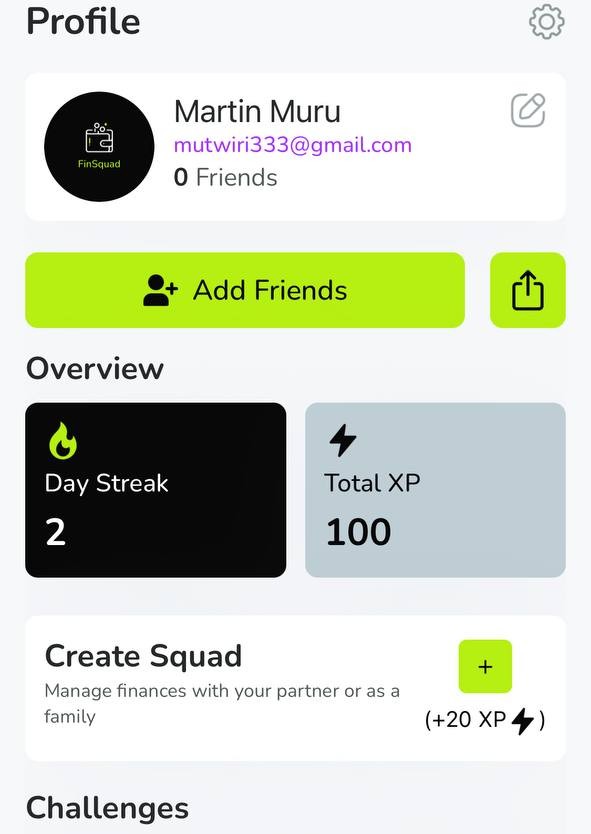 Profile
FinSquad
Martin Muru
mutwiri333@gmail.com
0 Friends
Add Friends
Overview
Day Streak
2
Total XP
100
Create Squad
Manage finances with your partner or as a
family
+
(+20 XP )
Challenges